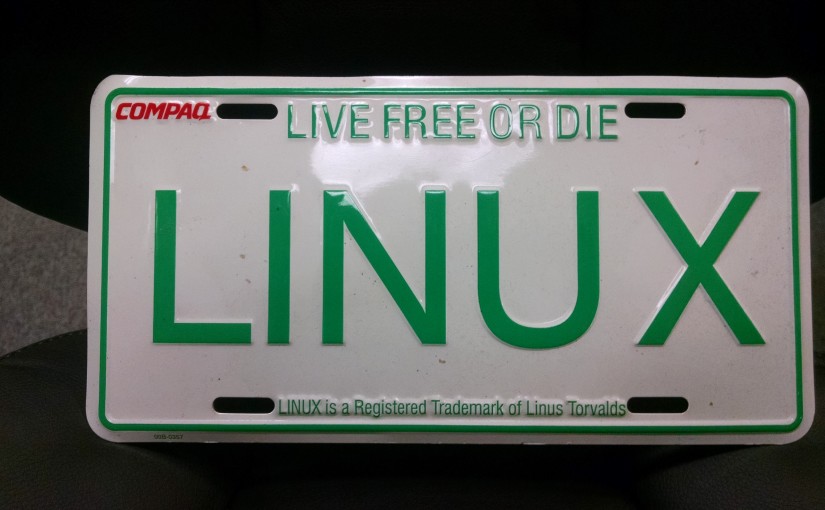 COMPAQ LIVE FREE OR DIE
LINUX
LINUX is a Registered Trademark of Linus Torvalds